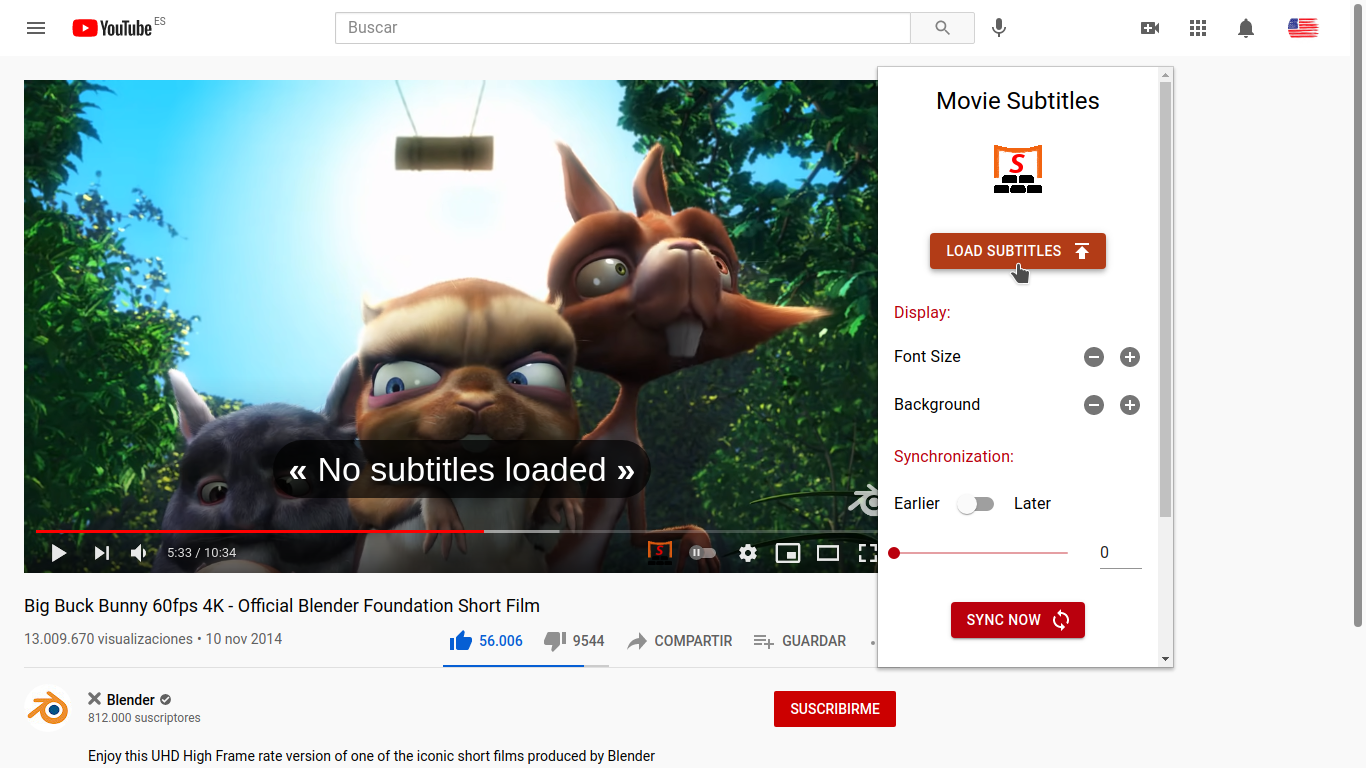 YouTube ES
Buscar
Movie Subtitles
S
LOAD SUBTITLES
Display:
Font Size
Background
Synchronization:
Earlier Later
0
SYNC NOW
« No subtitles loaded »
5:33 / 10:34
S
Big Buck Bunny 60fps 4K - Official Blender Foundation Short Film
13.009.670 visualizaciones • 10 nov 2014
56.006 9544 COMPARTIR GUARDAR
Blender
812.000 suscriptores
SUSCRIBIRME
Enjoy this UHD High Frame rate version of one of the iconic short films produced by Blender